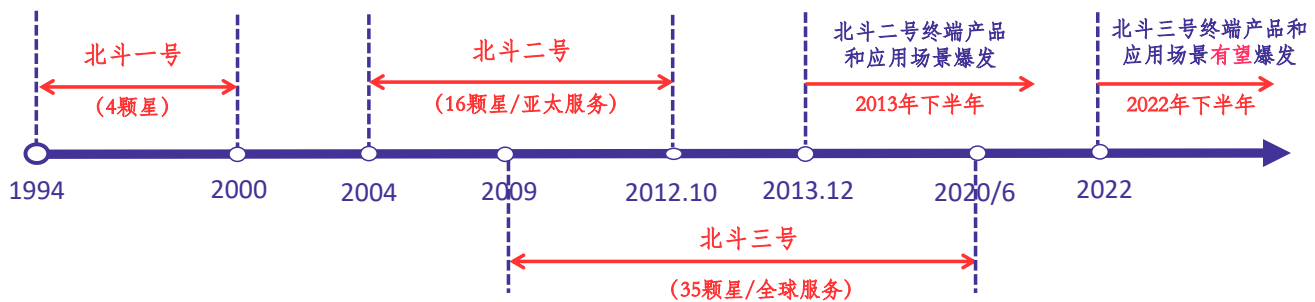 北斗一号
（4颗星）
北斗二号
（16颗星/亚太服务）
北斗二号终端产品
和应用场景爆发
2013年下半年
北斗三号终端产品和
应用场景有望爆发
2022年下半年
1994
2000
2004
2009
2012.10
2013.12
2020/6
2022
北斗三号
（35颗星/全球服务）